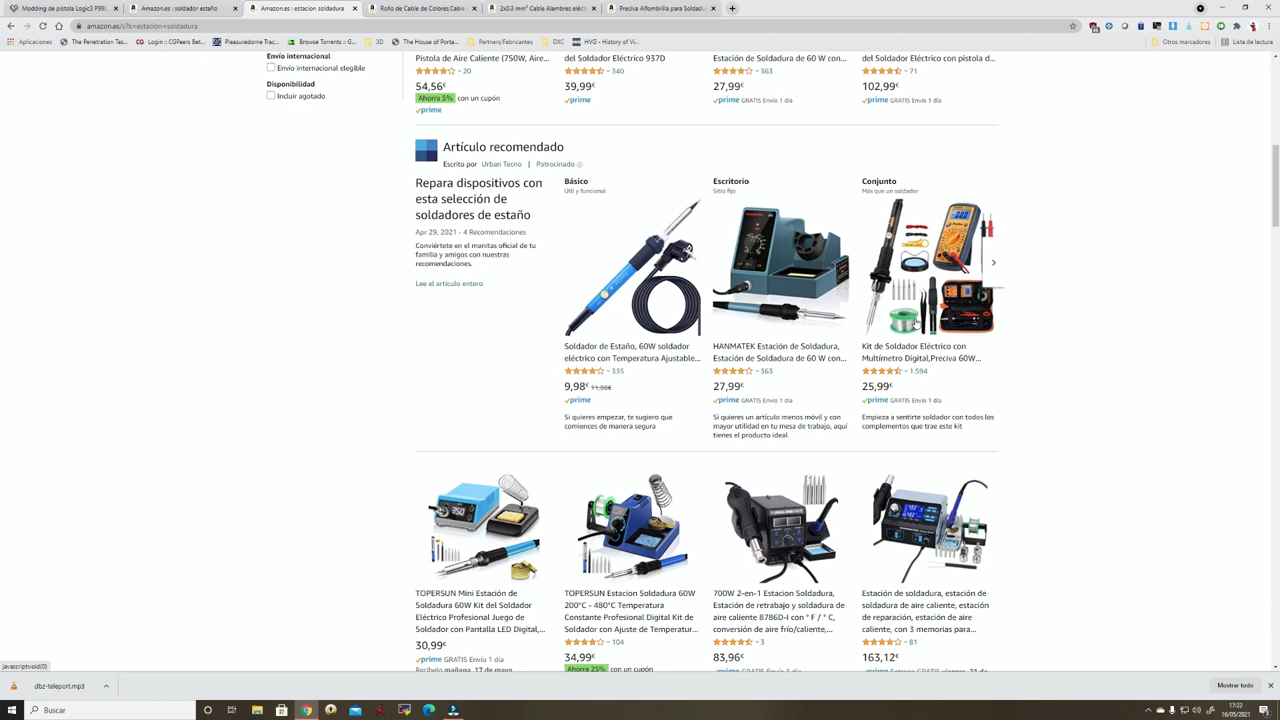 Modding de pistola Logic3 P99L
Amazon.es : soldador estaño
Amazon.es : estacion soldadura
Rollo de Cable de Colores,Cable
2x0.3 mm² Cable Alambres eléct
Preciva Alfombrilla para Soldadu
amazon.es/s?k=estacion+soldadura
Aplicaciones
The Penetration Tes...
Login :: CGPeers Bet...
Pleasuredome Trac...
Browse Torrents :: G...
3D
The House of Porta...
Partners/Fabricantes
DXC
HVG - History of Vi...
Otros marcadores
Lista de lectura
Envío internacional
Envío internacional elegible
Disponibilidad
Incluir agotado
Pistola de Aire Caliente (750W, Aire...
20
54,56€
Ahorra 5% con un cupón
prime
del Soldador Eléctrico 937D
340
39,99€
prime
Estación de Soldadura de 60 W con...
363
27,99€
prime GRATIS Envío 1 día
del Soldador Eléctrico con pistola d...
71
102,99€
prime GRATIS Envío 1 día
Artículo recomendado
Escrito por Urban Tecno | Patrocinado
Repara dispositivos con
esta selección de
soldadores de estaño
Apr 29, 2021 - 4 Recomendaciones
Conviértete en el manitas oficial de tu
familia y amigos con nuestras
recomendaciones.
Lee el artículo entero
Básico
Útil y funcional
Soldador de Estaño, 60W soldador
eléctrico con Temperatura Ajustable...
335
9,98€ 11,98€
prime
Si quieres empezar, te sugiero que
comiences de manera segura
Escritorio
Sitio fijo
HANMATEK Estación de Soldadura,
Estación de Soldadura de 60 W con...
363
27,99€
prime GRATIS Envío 1 día
Si quieres un artículo menos móvil y con
mayor utilidad en tu mesa de trabajo, aquí
tienes el producto ideal
Conjunto
Más que un soldador
Kit de Soldador Eléctrico con
Multímetro Digital,Preciva 60W...
1.594
25,99€
prime GRATIS Envío 1 día
Empieza a sentirte soldador con todos los
complementos que trae este kit
350
TOPERSUN Mini Estación de
Soldadura 60W Kit del Soldador
Eléctrico Profesional Juego de
Soldador con Pantalla LED Digital,...
30,99€
prime GRATIS Envío 1 día
Recíbelo mañana, 17 de mayo
TOPERSUN Estacion Soldadura 60W
200°C - 480°C Temperatura
Constante Profesional Digital Kit de
Soldador con Ajuste de Temperatur...
104
34,99€
Ahorra 25% con un cupón
700W 2-en-1 Estacion Soldadura,
Estación de retrabajo y soldadura de
aire caliente 8786D-I con ° F / ° C,
conversión de aire frío/caliente,...
3
83,96€
prime GRATIS Envío 1 día
Estación de soldadura, estación de
soldadura de aire caliente, estación
de reparación, estación de aire
caliente, con 3 memorias para...
81
163,12€
prime Entrega GRATIS viernes, 21 de
javascript:void(0)
dbz-teleport.mp3
Mostrar todo
Buscar
17:22
16/05/2021